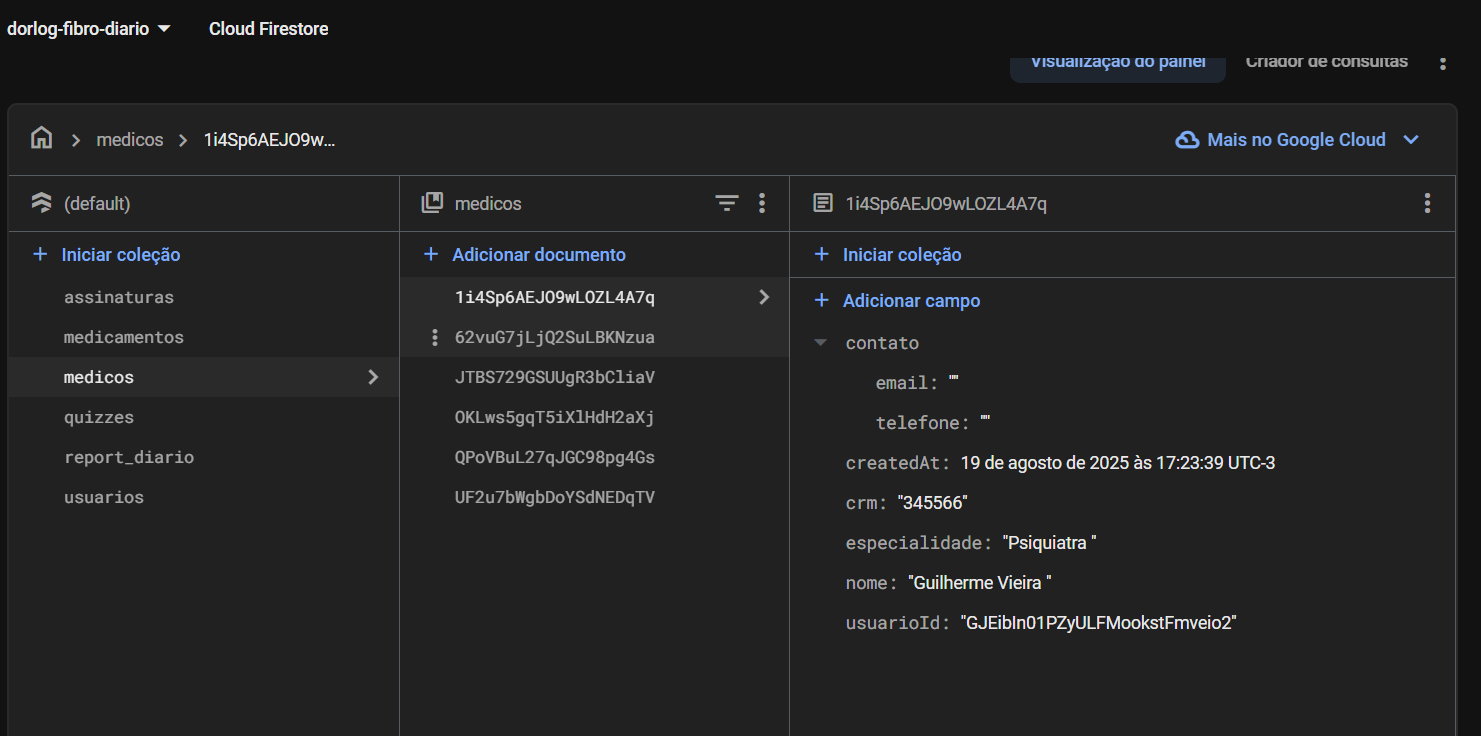 dorlog-fibro-diario Cloud Firestore
Visualização do painel Criador de consultas
medicos 1i4Sp6AEJO9w... Mais no Google Cloud
(default)
Iniciar coleção
assinaturas
medicamentos
medicos
quizzes
report_diario
usuarios
medicos
Adicionar documento
1i4Sp6AEJO9wLOZL4A7q
62vuG7jLjQ2SuLBKNzua
JTBS729GSUUgR3bCliaV
OKLws5gqT5iXlHdH2aXj
QPoVBuL27qJGC98pg4Gs
UF2u7bWgbDoYSdNEDqTV
1i4Sp6AEJO9wLOZL4A7q
Iniciar coleção
Adicionar campo
contato
email: ""
telefone: ""
createdAt: 19 de agosto de 2025 às 17:23:39 UTC-3
crm: "345566"
especialidade: "Psiquiatra "
nome: "Guilherme Vieira "
usuarioId: "GJEibIn01PZyULFMookstFmveio2"